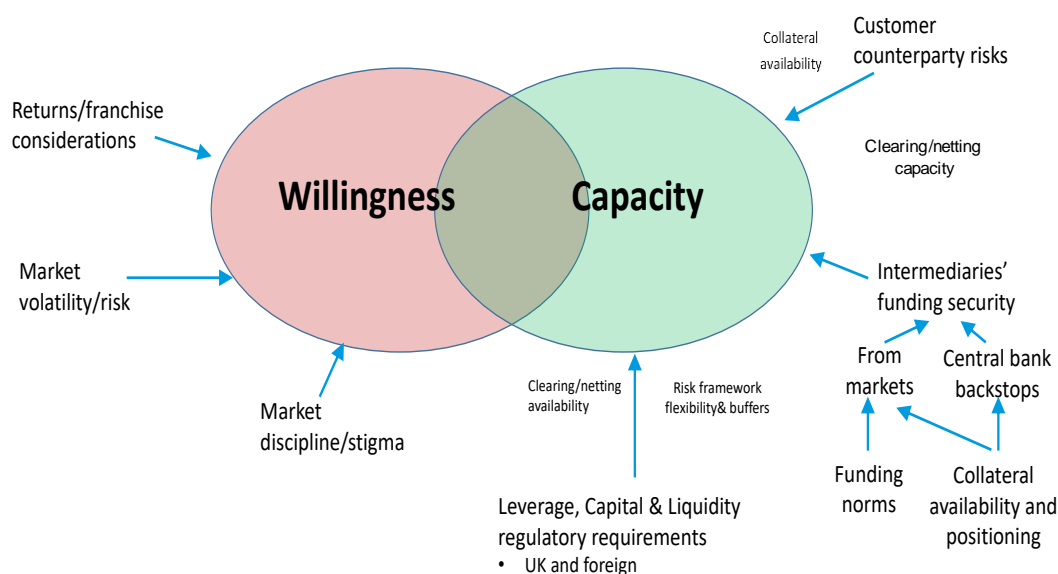 Collateral
availability
Customer
counterparty risks
Returns/franchise
considerations
Clearing/netting
capacity
Willingness
Capacity
Market
volatility/risk
Intermediaries'
funding security
From
markets
Central bank
backstops
Market
discipline/stigma
Clearing/netting
availability
Risk framework
flexibility& buffers
Funding
norms
Collateral
availability and
positioning
Leverage, Capital & Liquidity
regulatory requirements
• UK and foreign